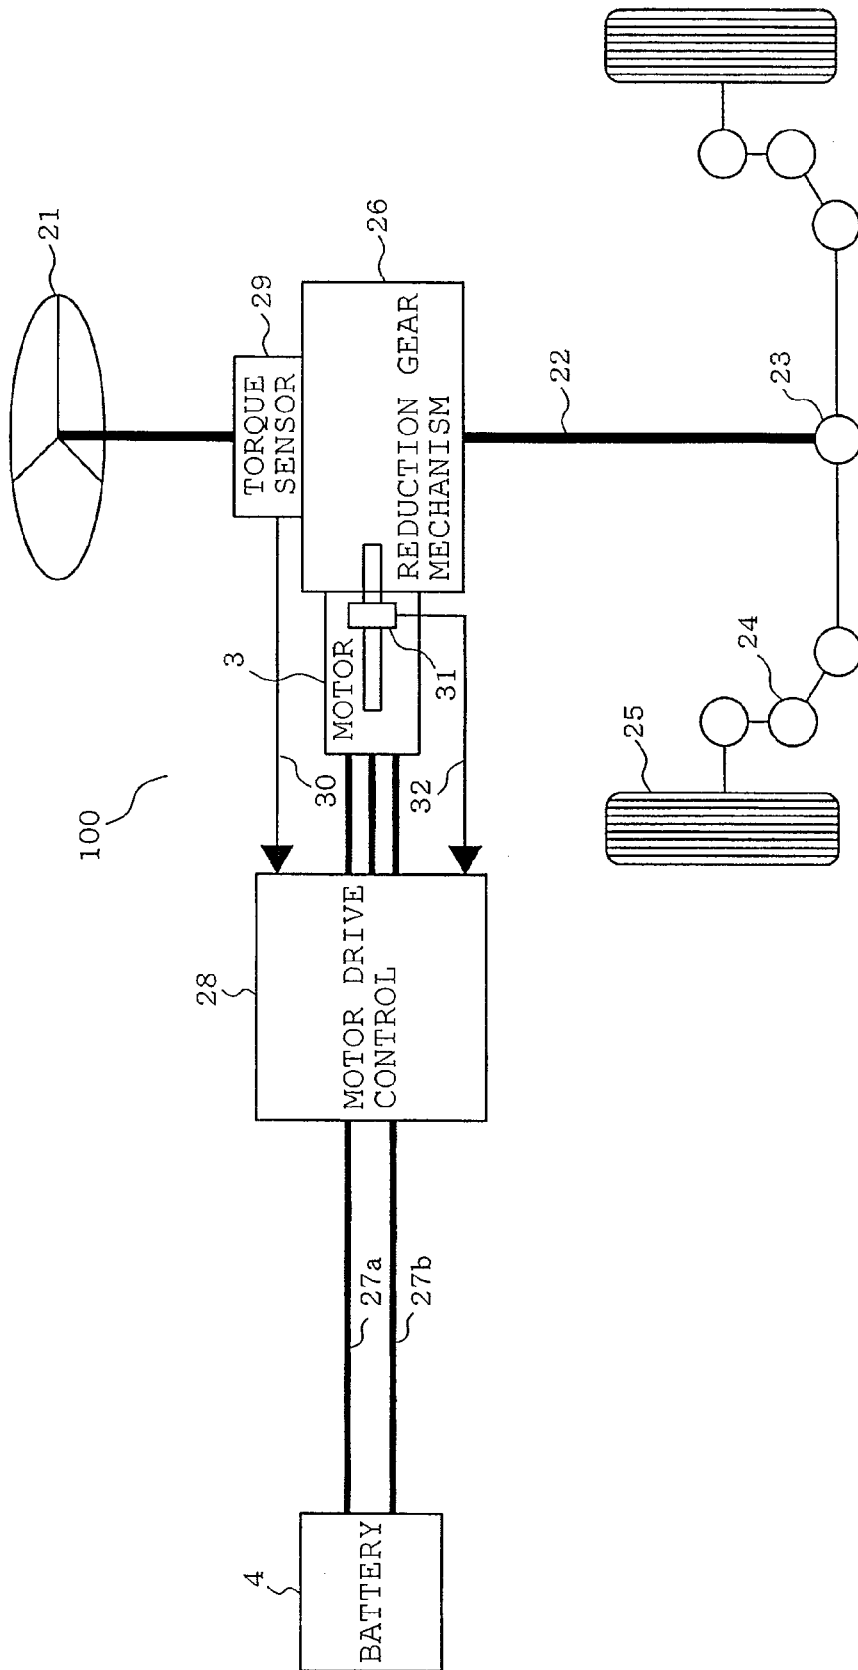 100
21
TORQUE
SENSOR
29
REDUCTION GEAR
MECHANISM
26
MOTOR
3
31
30
32
MOTOR DRIVE
CONTROL
28
27a
27b
BATTERY
4
22
23
24
25